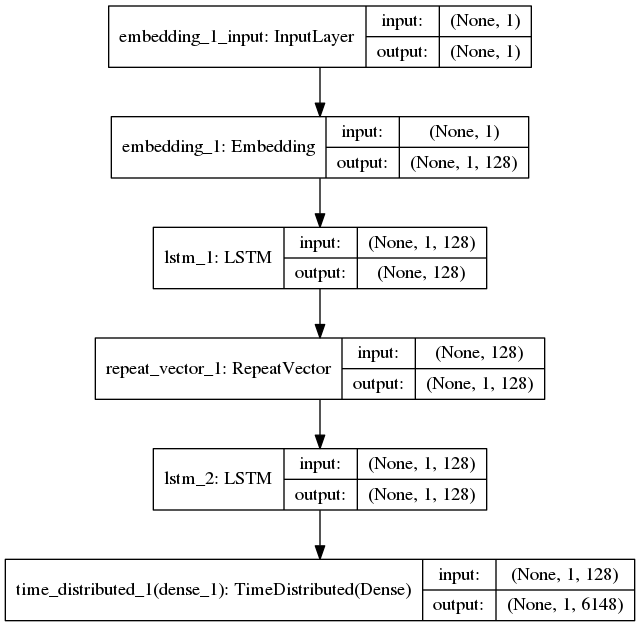 embedding_1_input: InputLayer
input: (None, 1)
output: (None, 1)
embedding_1: Embedding
input: (None, 1)
output: (None, 1, 128)
lstm_1: LSTM
input: (None, 1, 128)
output: (None, 128)
repeat_vector_1: RepeatVector
input: (None, 128)
output: (None, 1, 128)
lstm_2: LSTM
input: (None, 1, 128)
output: (None, 1, 128)
time_distributed_1(dense_1): TimeDistributed(Dense)
input: (None, 1, 128)
output: (None, 1, 6148)